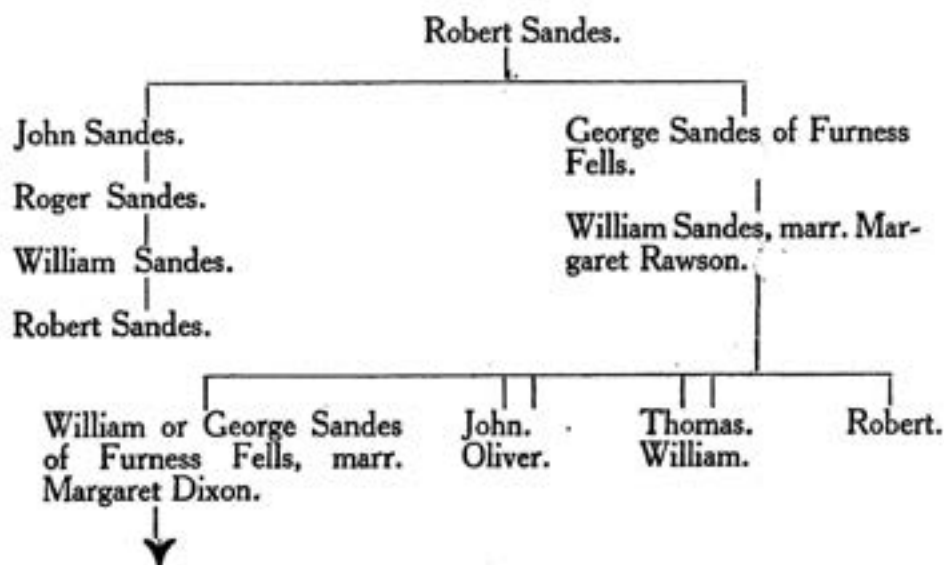 Robert Sandes.
John Sandes.
Roger Sandes.
William Sandes.
Robert Sandes.
George Sandes of Furness
Fells.
William Sandes, marr. Mar-
garet Rawson.
William or George Sandes
of Furness Fells, marr.
Margaret Dixon.
John.
Oliver.
Thomas.
William.
Robert.